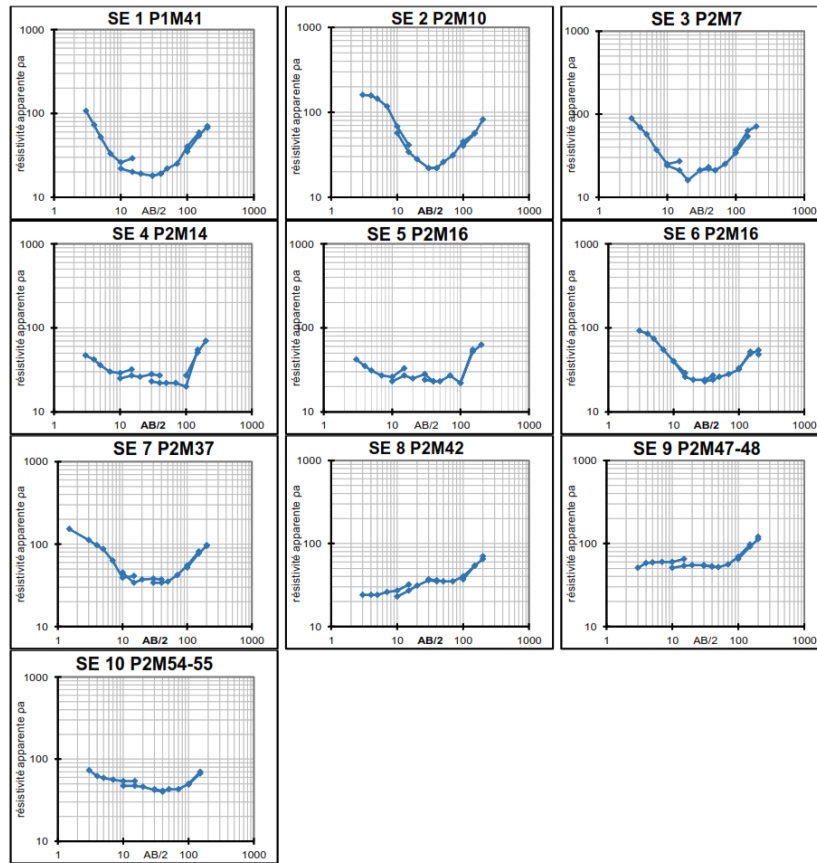 SE 1 P1M41
résistivité apparente ρa
1000
100
10
1 10 AB/2 100 1000
SE 2 P2M10
résistivité apparente ρa
1000
100
10
1 10 AB/2 100 1000
SE 3 P2M7
résistivité apparente ρa
1000
100
10
1 10 AB/2 100 1000
SE 4 P2M14
résistivité apparente ρa
1000
100
10
1 10 AB/2 100 1000
SE 5 P2M16
résistivité apparente ρa
1000
100
10
1 10 AB/2 100 1000
SE 6 P2M16
résistivité apparente ρa
1000
100
10
1 10 AB/2 100 1000
SE 7 P2M37
résistivité apparente ρa
1000
100
10
1 10 AB/2 100 1000
SE 8 P2M42
résistivité apparente ρa
1000
100
10
1 10 AB/2 100 1000
SE 9 P2M47-48
résistivité apparente ρa
1000
100
10
1 10 AB/2 100 1000
SE 10 P2M54-55
résistivité apparente ρa
1000
100
10
1 10 AB/2 100 1000